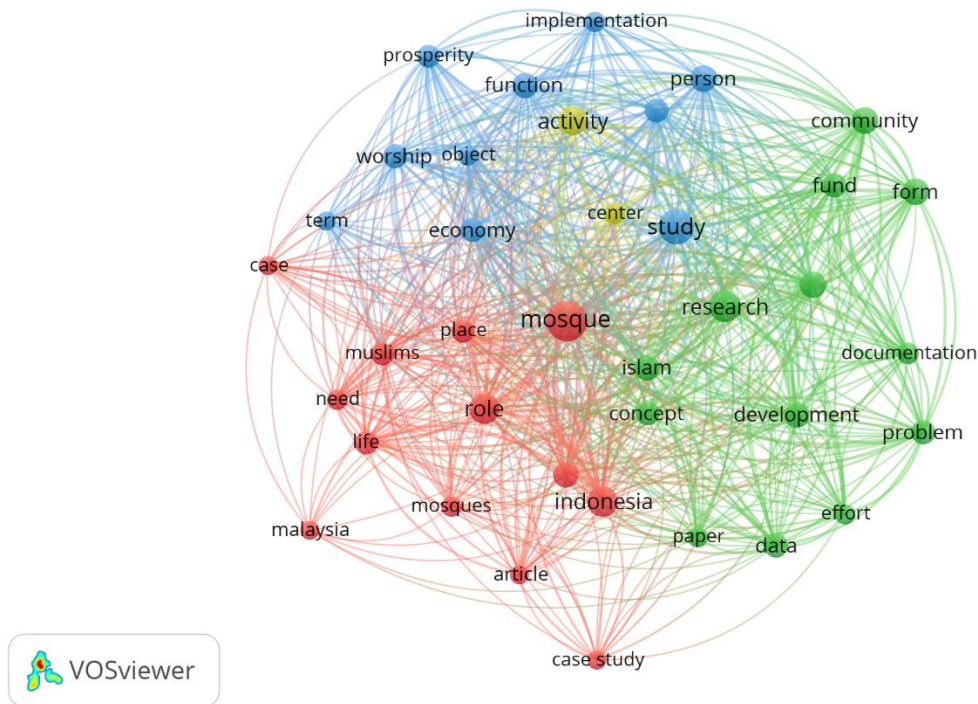 implementation
prosperity
function
person
activity
community
worship
object
fund
form
term
center
economy
study
case
research
mosque
place
muslims
documentation
islam
need
role
concept
development
problem
life
indonesia
mosques
effort
malaysia
paper
data
article
case study
VOSviewer